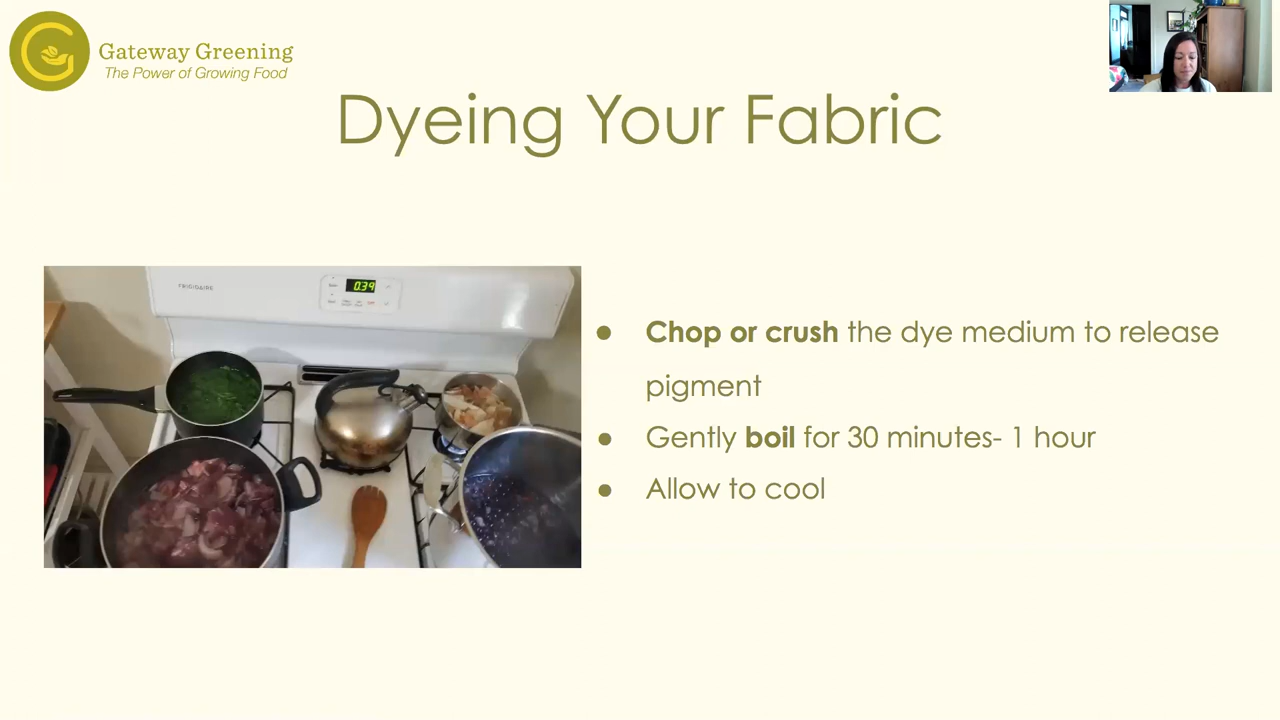 Gateway Greening
The Power of Growing Food
Dyeing Your Fabric
FRIGIDAIRE
0:39
● Chop or crush the dye medium to release
pigment
● Gently boil for 30 minutes- 1 hour
● Allow to cool